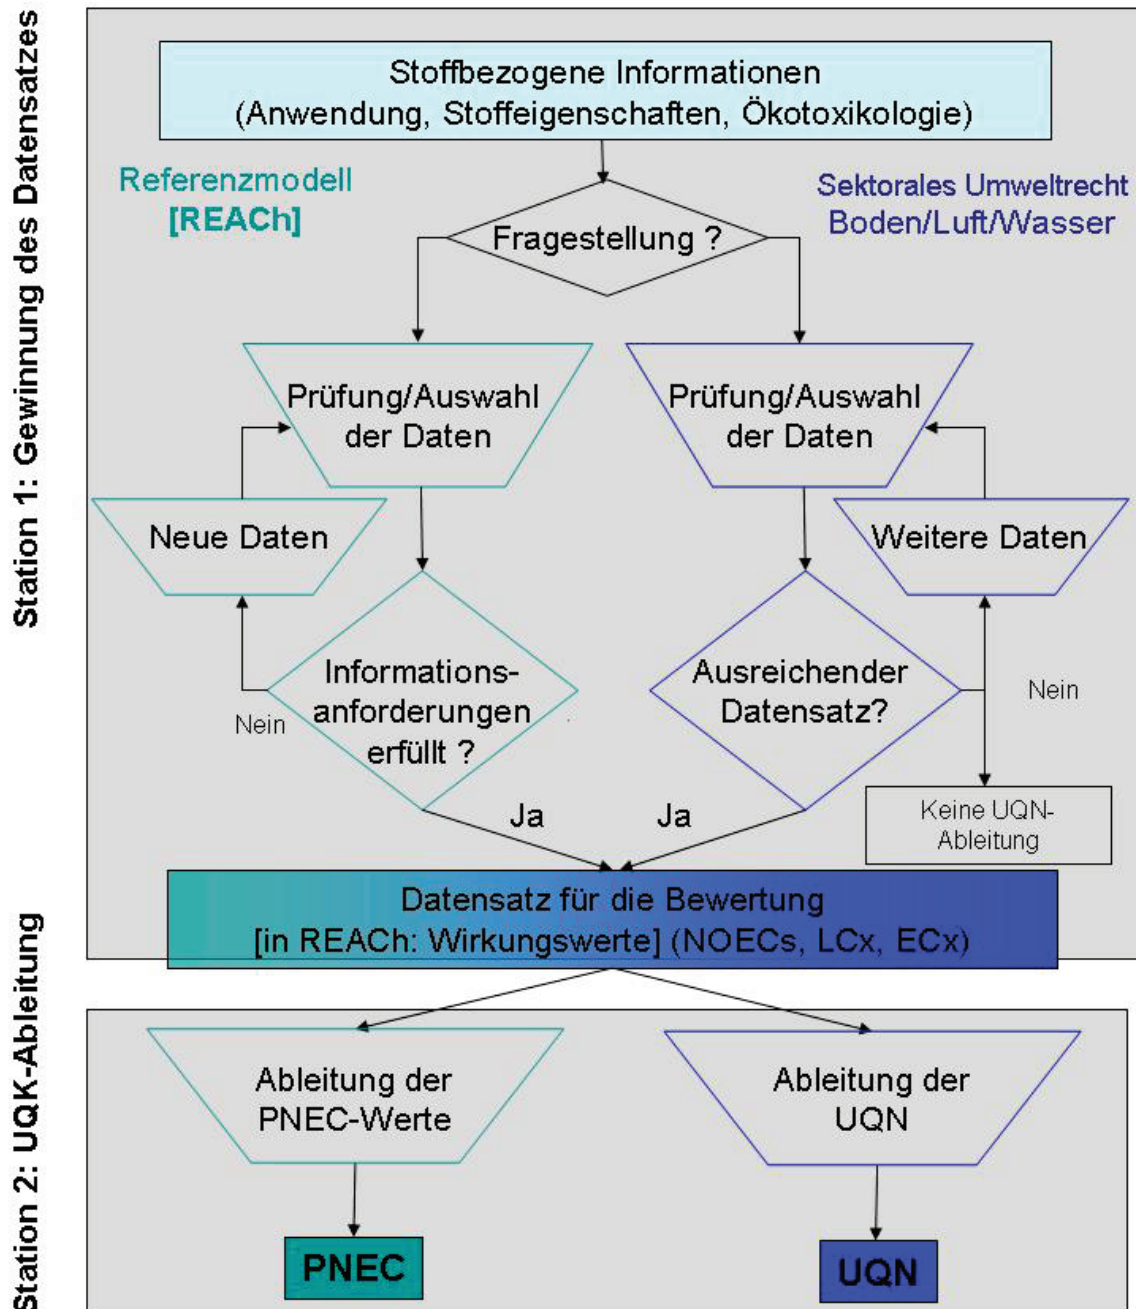 Station 1: Gewinnung des Datensatzes
Stoffbezogene Informationen
(Anwendung, Stoffeigenschaften, Ökotoxikologie)
Referenzmodell
[REACh]
Sektorales Umweltrecht
Boden/Luft/Wasser
Fragestellung ?
Prüfung/Auswahl
der Daten
Prüfung/Auswahl
der Daten
Neue Daten
Weitere Daten
Informations-
anforderungen
erfüllt ?
Ausreichender
Datensatz?
Nein
Nein
Ja
Ja
Keine UQN-
Ableitung
Datensatz für die Bewertung
[in REACh: Wirkungswerte] (NOECs, LCx, ECx)
Station 2: UQK-Ableitung
Ableitung der
PNEC-Werte
Ableitung der
UQN
PNEC
UQN